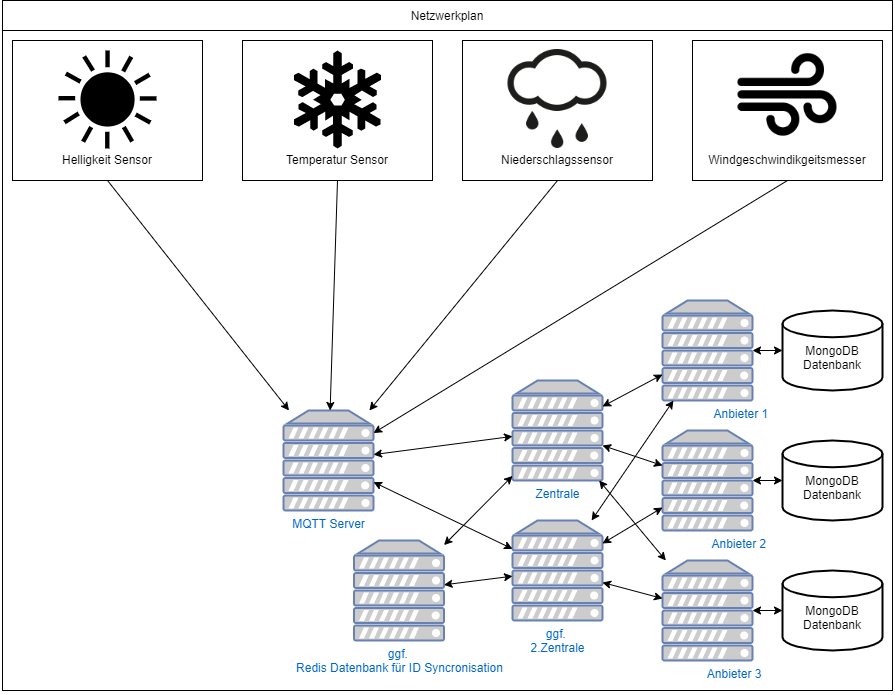 Netzwerkplan
Helligkeit Sensor
Temperatur Sensor
Niederschlagssensor
Windgeschwindikgeitsmesser
MongoDB
Datenbank
Anbieter 1
MongoDB
Datenbank
Zentrale
MQTT Server
Anbieter 2
MongoDB
Datenbank
ggf.
2.Zentrale
ggf.
Redis Datenbank für ID Syncronisation
Anbieter 3